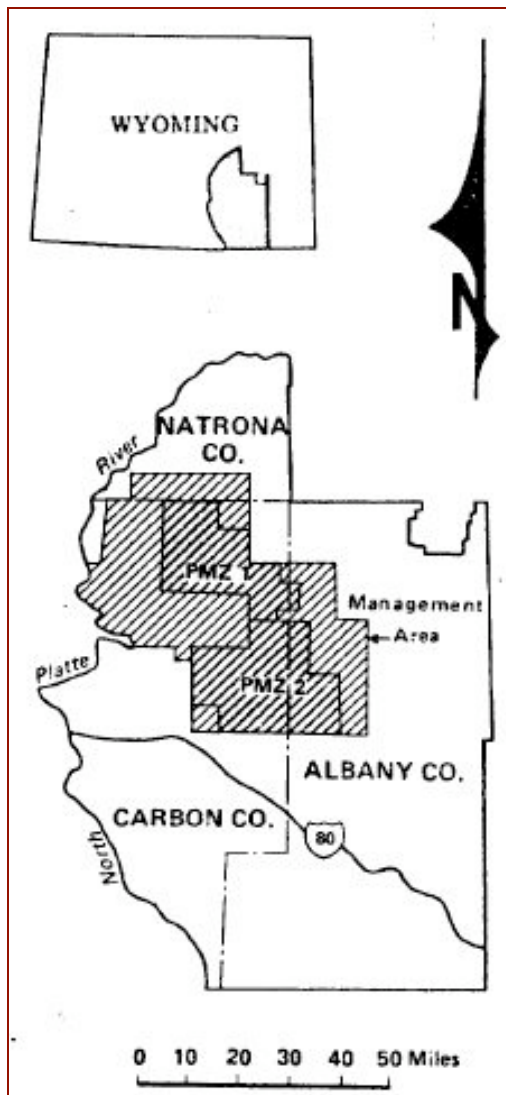 WYOMING
N
NATRONA
CO.
River
PMZ 1
Management
Area
Platte
PMZ 2
ALBANY CO.
CARBON CO.
80
North
0 10 20 30 40 50 Miles